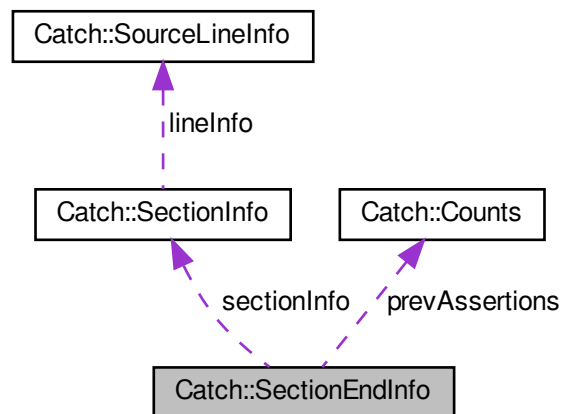 Catch::SourceLineInfo
lineInfo
Catch::SectionInfo
Catch::Counts
sectionInfo
prevAssertions
Catch::SectionEndInfo